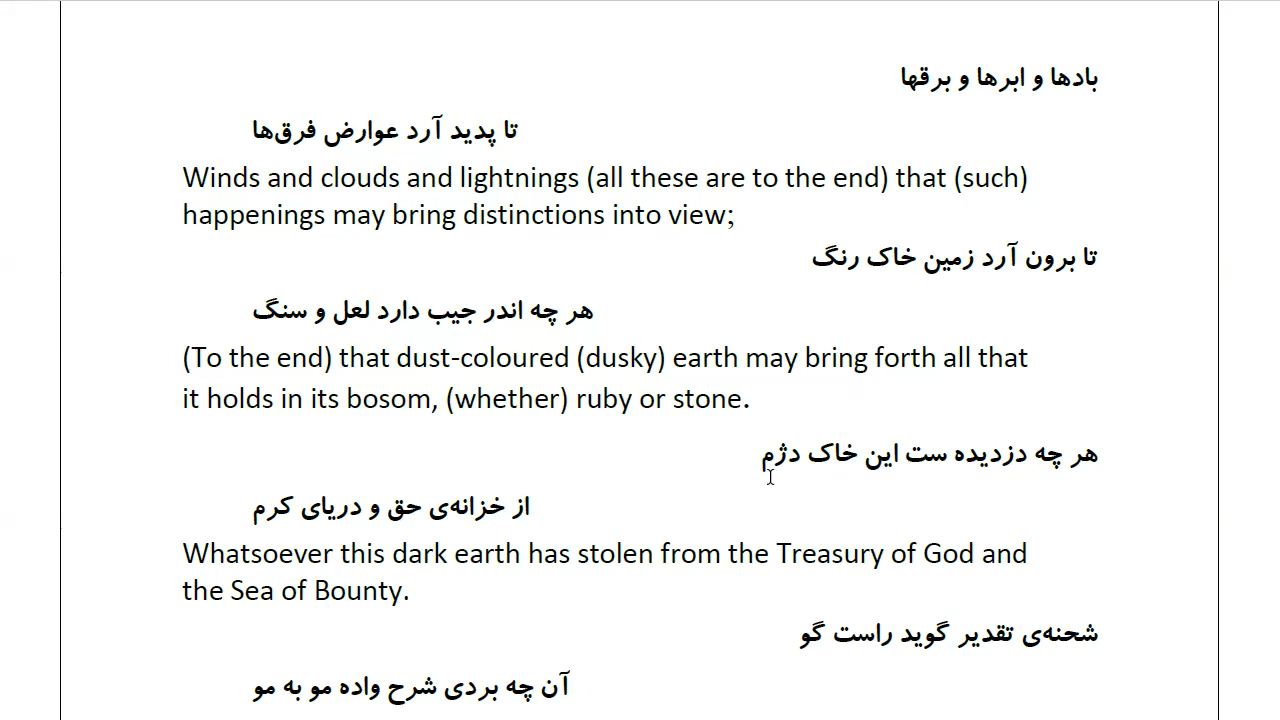 بادها و ابرها و برقها
تا پدید آرد عوارض فرق‌ها
Winds and clouds and lightnings (all these are to the end) that (such)
happenings may bring distinctions into view;
تا برون آرد زمین خاک رنگ
هر چه اندر جیب دارد لعل و سنگ
(To the end) that dust-coloured (dusky) earth may bring forth all that
it holds in its bosom, (whether) ruby or stone.
هر چه دزدیده ست این خاک دژم
از خزانه‌ی حق و دریای کرم
Whatsoever this dark earth has stolen from the Treasury of God and
the Sea of Bounty.
شحنه‌ی تقدیر گوید راست گو
آن چه بردی شرح واده مو به مو